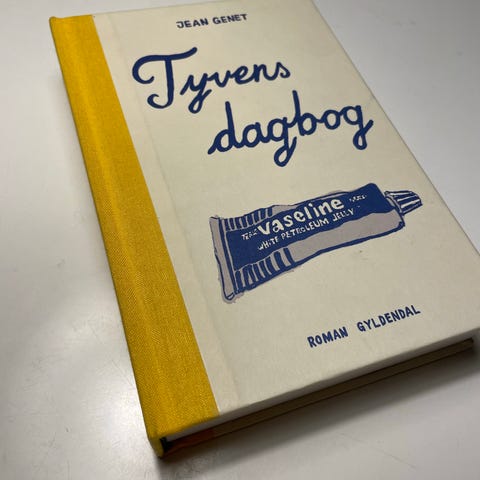 JEAN GENET
Tyvens
dagbog
Vaseline
WHITE PETROLEUM JELLY
ROMAN GYLDENDAL